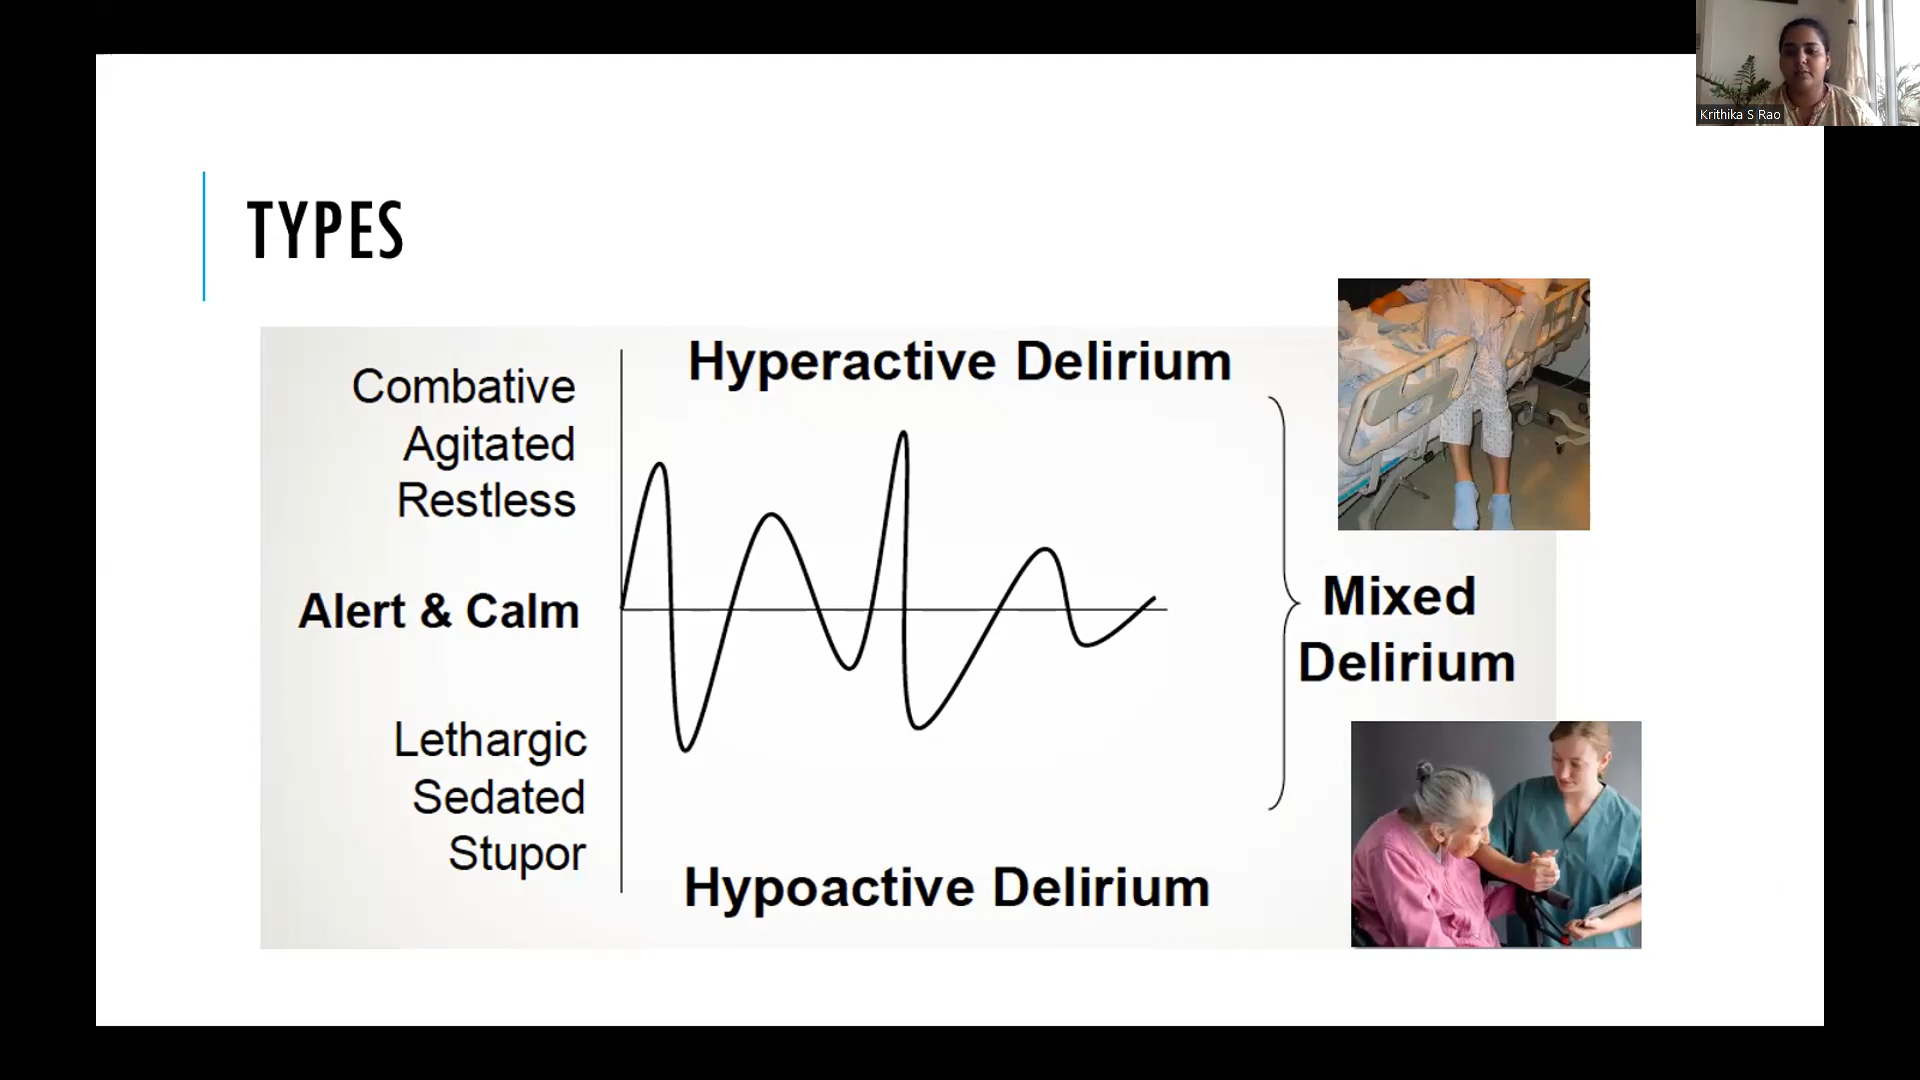 Krithika S Rao
TYPES
Hyperactive Delirium
Combative
Agitated
Restless
Alert & Calm
Lethargic
Sedated
Stupor
Mixed
Delirium
Hypoactive Delirium